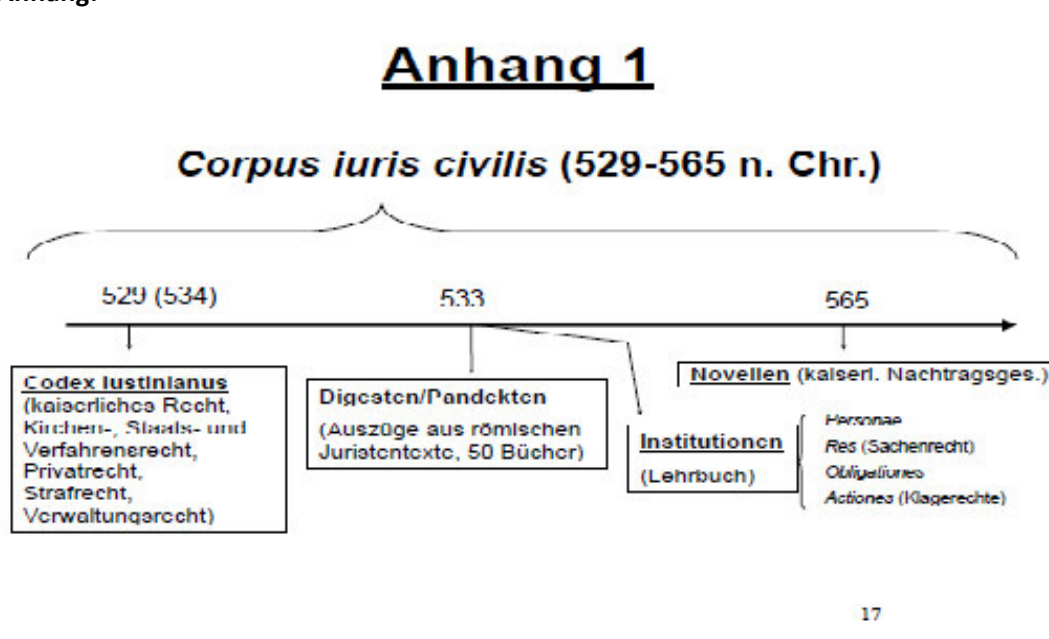 Anhang 1
Corpus iuris civilis (529-565 n. Chr.)
529 (534)
533
565
Codex Iustinianus
(kaiserliches Recht,
Kirchen-, Staats- und
Verfahrensrecht,
Privatrecht,
Strafrecht,
Verwaltungsrecht)
Digesten/Pandekten
(Auszüge aus römischen
Juristentexte, 50 Bücher)
Institutionen
(Lehrbuch)
Novellen (kaiserl. Nachtragsges.)
Personae
Res (Sachenrecht)
Obligationes
Actiones (Klagerechte)
17